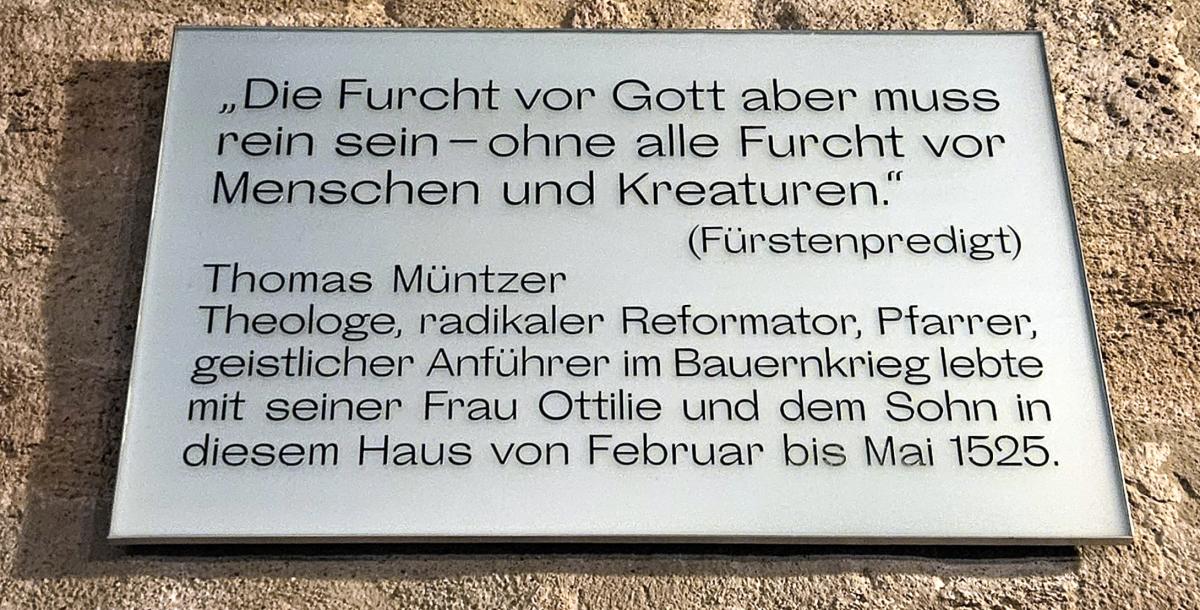 „Die Furcht vor Gott aber muss
rein sein – ohne alle Furcht vor
Menschen und Kreaturen.“
(Fürstenpredigt)
Thomas Müntzer
Theologe, radikaler Reformator, Pfarrer,
geistlicher Anführer im Bauernkrieg lebte
mit seiner Frau Ottilie und dem Sohn in
diesem Haus von Februar bis Mai 1525.